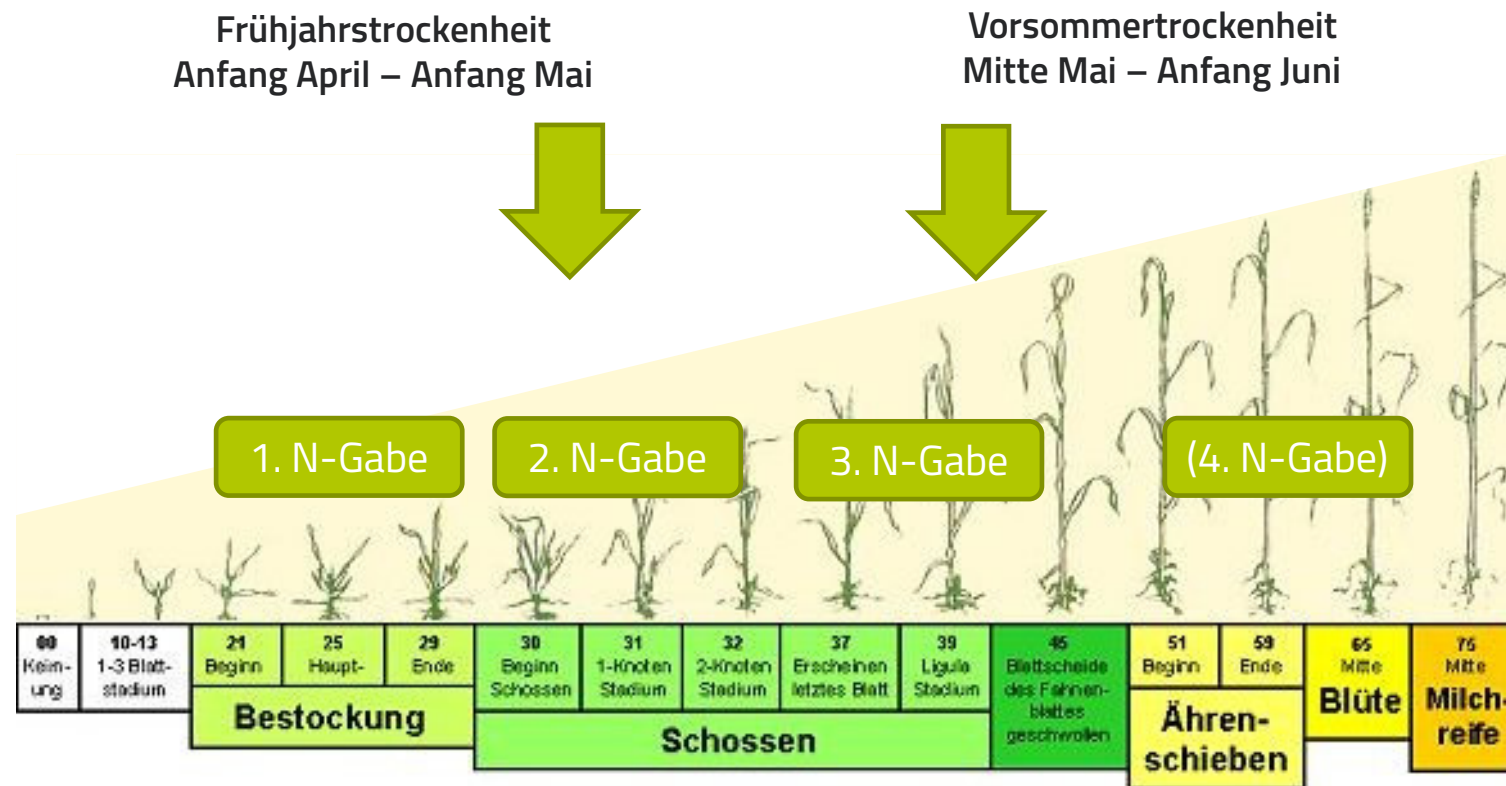 Frühjahrstrockenheit
Anfang April – Anfang Mai
Vorsommertrockenheit
Mitte Mai – Anfang Juni
1. N-Gabe
2. N-Gabe
3. N-Gabe
(4. N-Gabe)
00
Keim-
ung
10-13
1-3 Blatt-
stadium
21
Beginn
25
Haupt-
29
Ende
Bestockung
30
Beginn
Schossen
31
1-Knoten
Stadium
32
2-Knoten
Stadium
37
Erscheinen
letztes Blatt
39
Ligula
Stadium
Schossen
45
Blattscheide
des Fahnen-
blattes
geschwollen
51
Beginn
59
Ende
Ähren-
schieben
65
Mitte
Blüte
75
Mitte
Milch-
reife